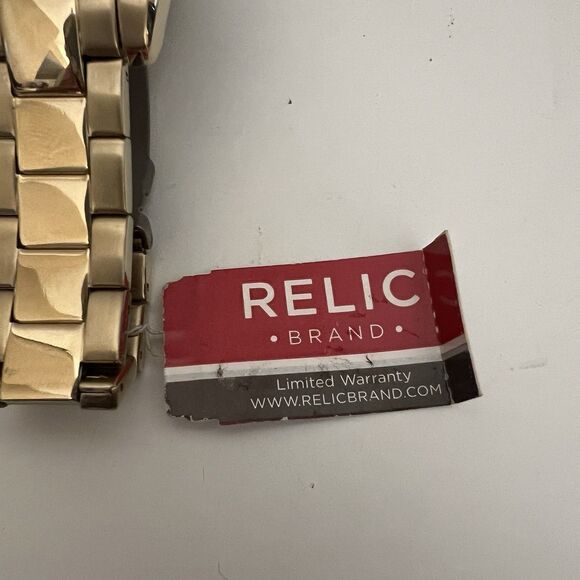 RELIC
• BRAND •
Limited Warranty
WWW.RELICBRAND.COM